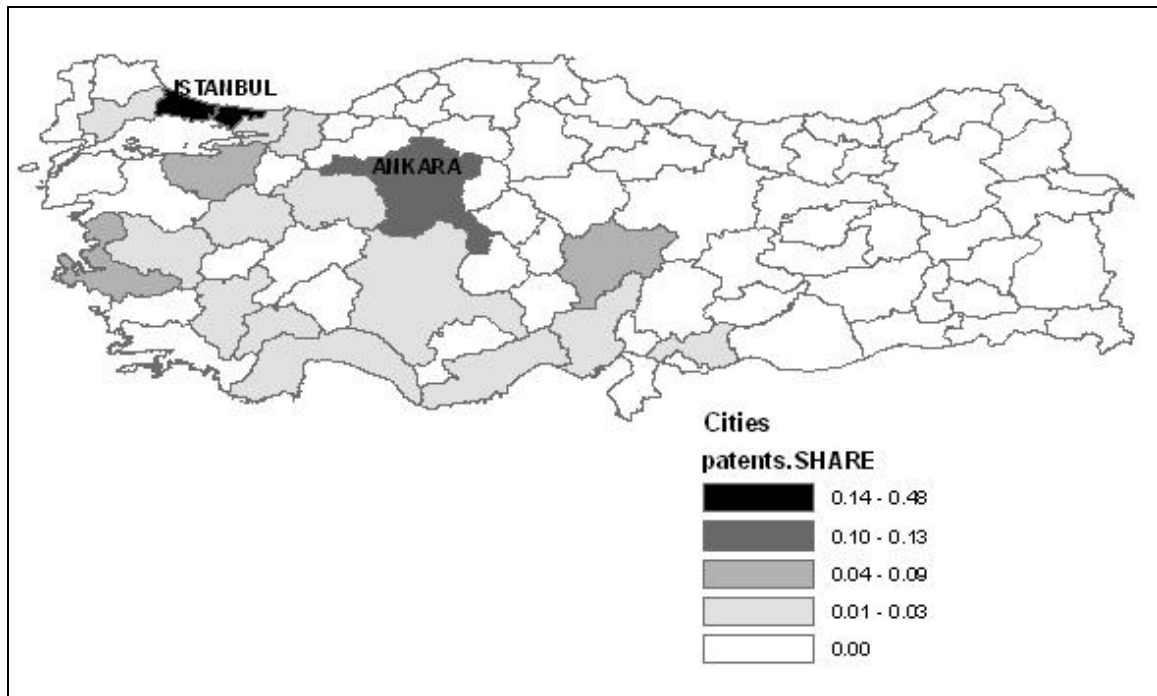 ISTANBUL
ANKARA
Cities
patents.SHARE
0.14 - 0.48
0.10 - 0.13
0.04 - 0.09
0.01 - 0.03
0.00